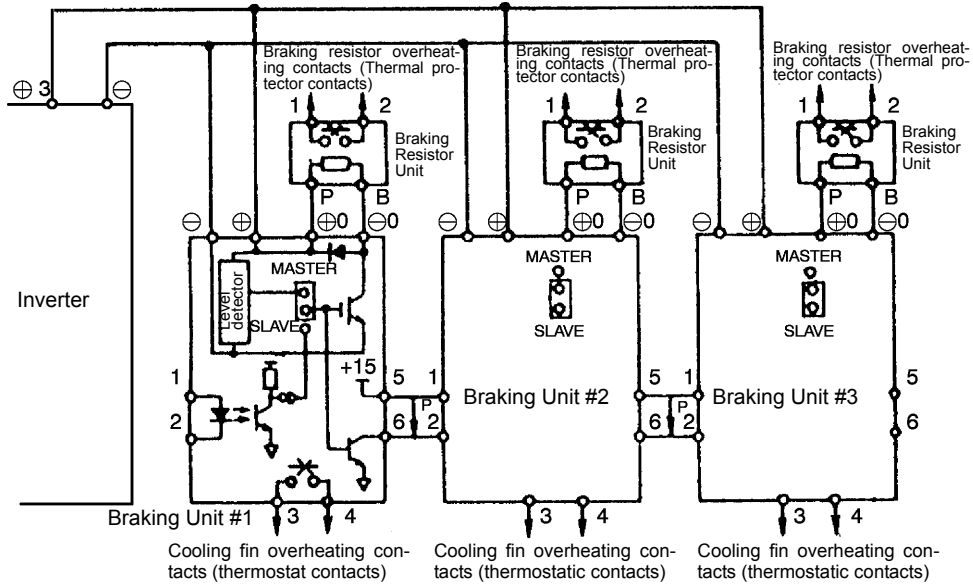 Braking resistor overheat-
ing contacts (Thermal pro-
tector contacts)
Braking resistor overheat-
ing contacts (Thermal pro-
tector contacts)
Braking resistor overheat-
ing contacts (Thermal pro-
tector contacts)
⊕ 3 ⊖
1 2
1 2
1 2
Braking
Resistor
Unit
Braking
Resistor
Unit
Braking
Resistor
Unit
P B
P B
P B
⊖ ⊕ ⊕0 ⊖0
⊖ ⊕ ⊕0 ⊖0
⊖ ⊕ ⊕0 ⊖0
MASTER
MASTER
MASTER
Inverter
Level
detector
SLAVE
SLAVE
SLAVE
+15
1 5 1 5 1 5
P P
2 6 2 6 2 6
Braking Unit #2
Braking Unit #3
Braking Unit #1
3 4
3 4
3 4
Cooling fin overheating con-
tacts (thermostat contacts)
Cooling fin overheating con-
tacts (thermostatic contacts)
Cooling fin overheating con-
tacts (thermostatic contacts)